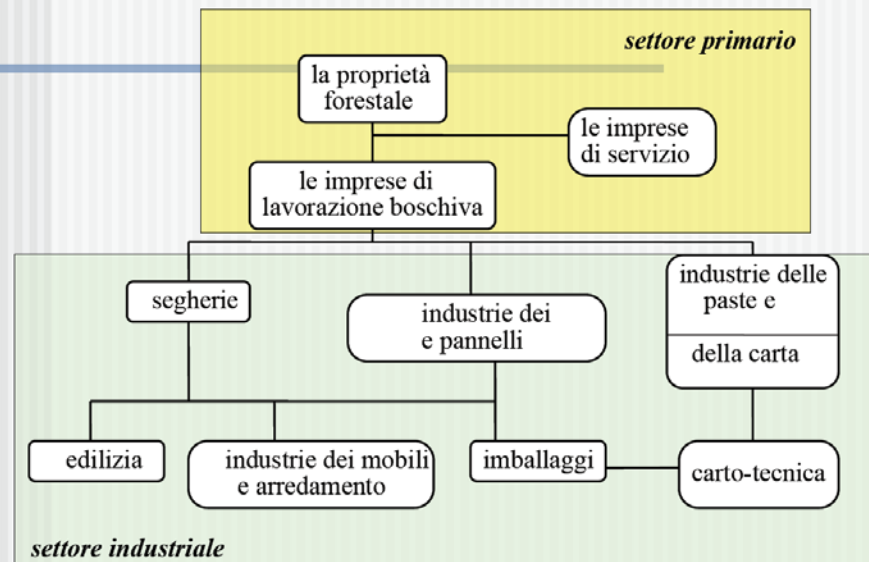 settore primario
la proprietà
forestale
le imprese
di servizio
le imprese di
lavorazione boschiva
segherie
industrie dei
e pannelli
industrie delle
paste e
della carta
edilizia
industrie dei mobili
e arredamento
imballaggi
carto-tecnica
settore industriale